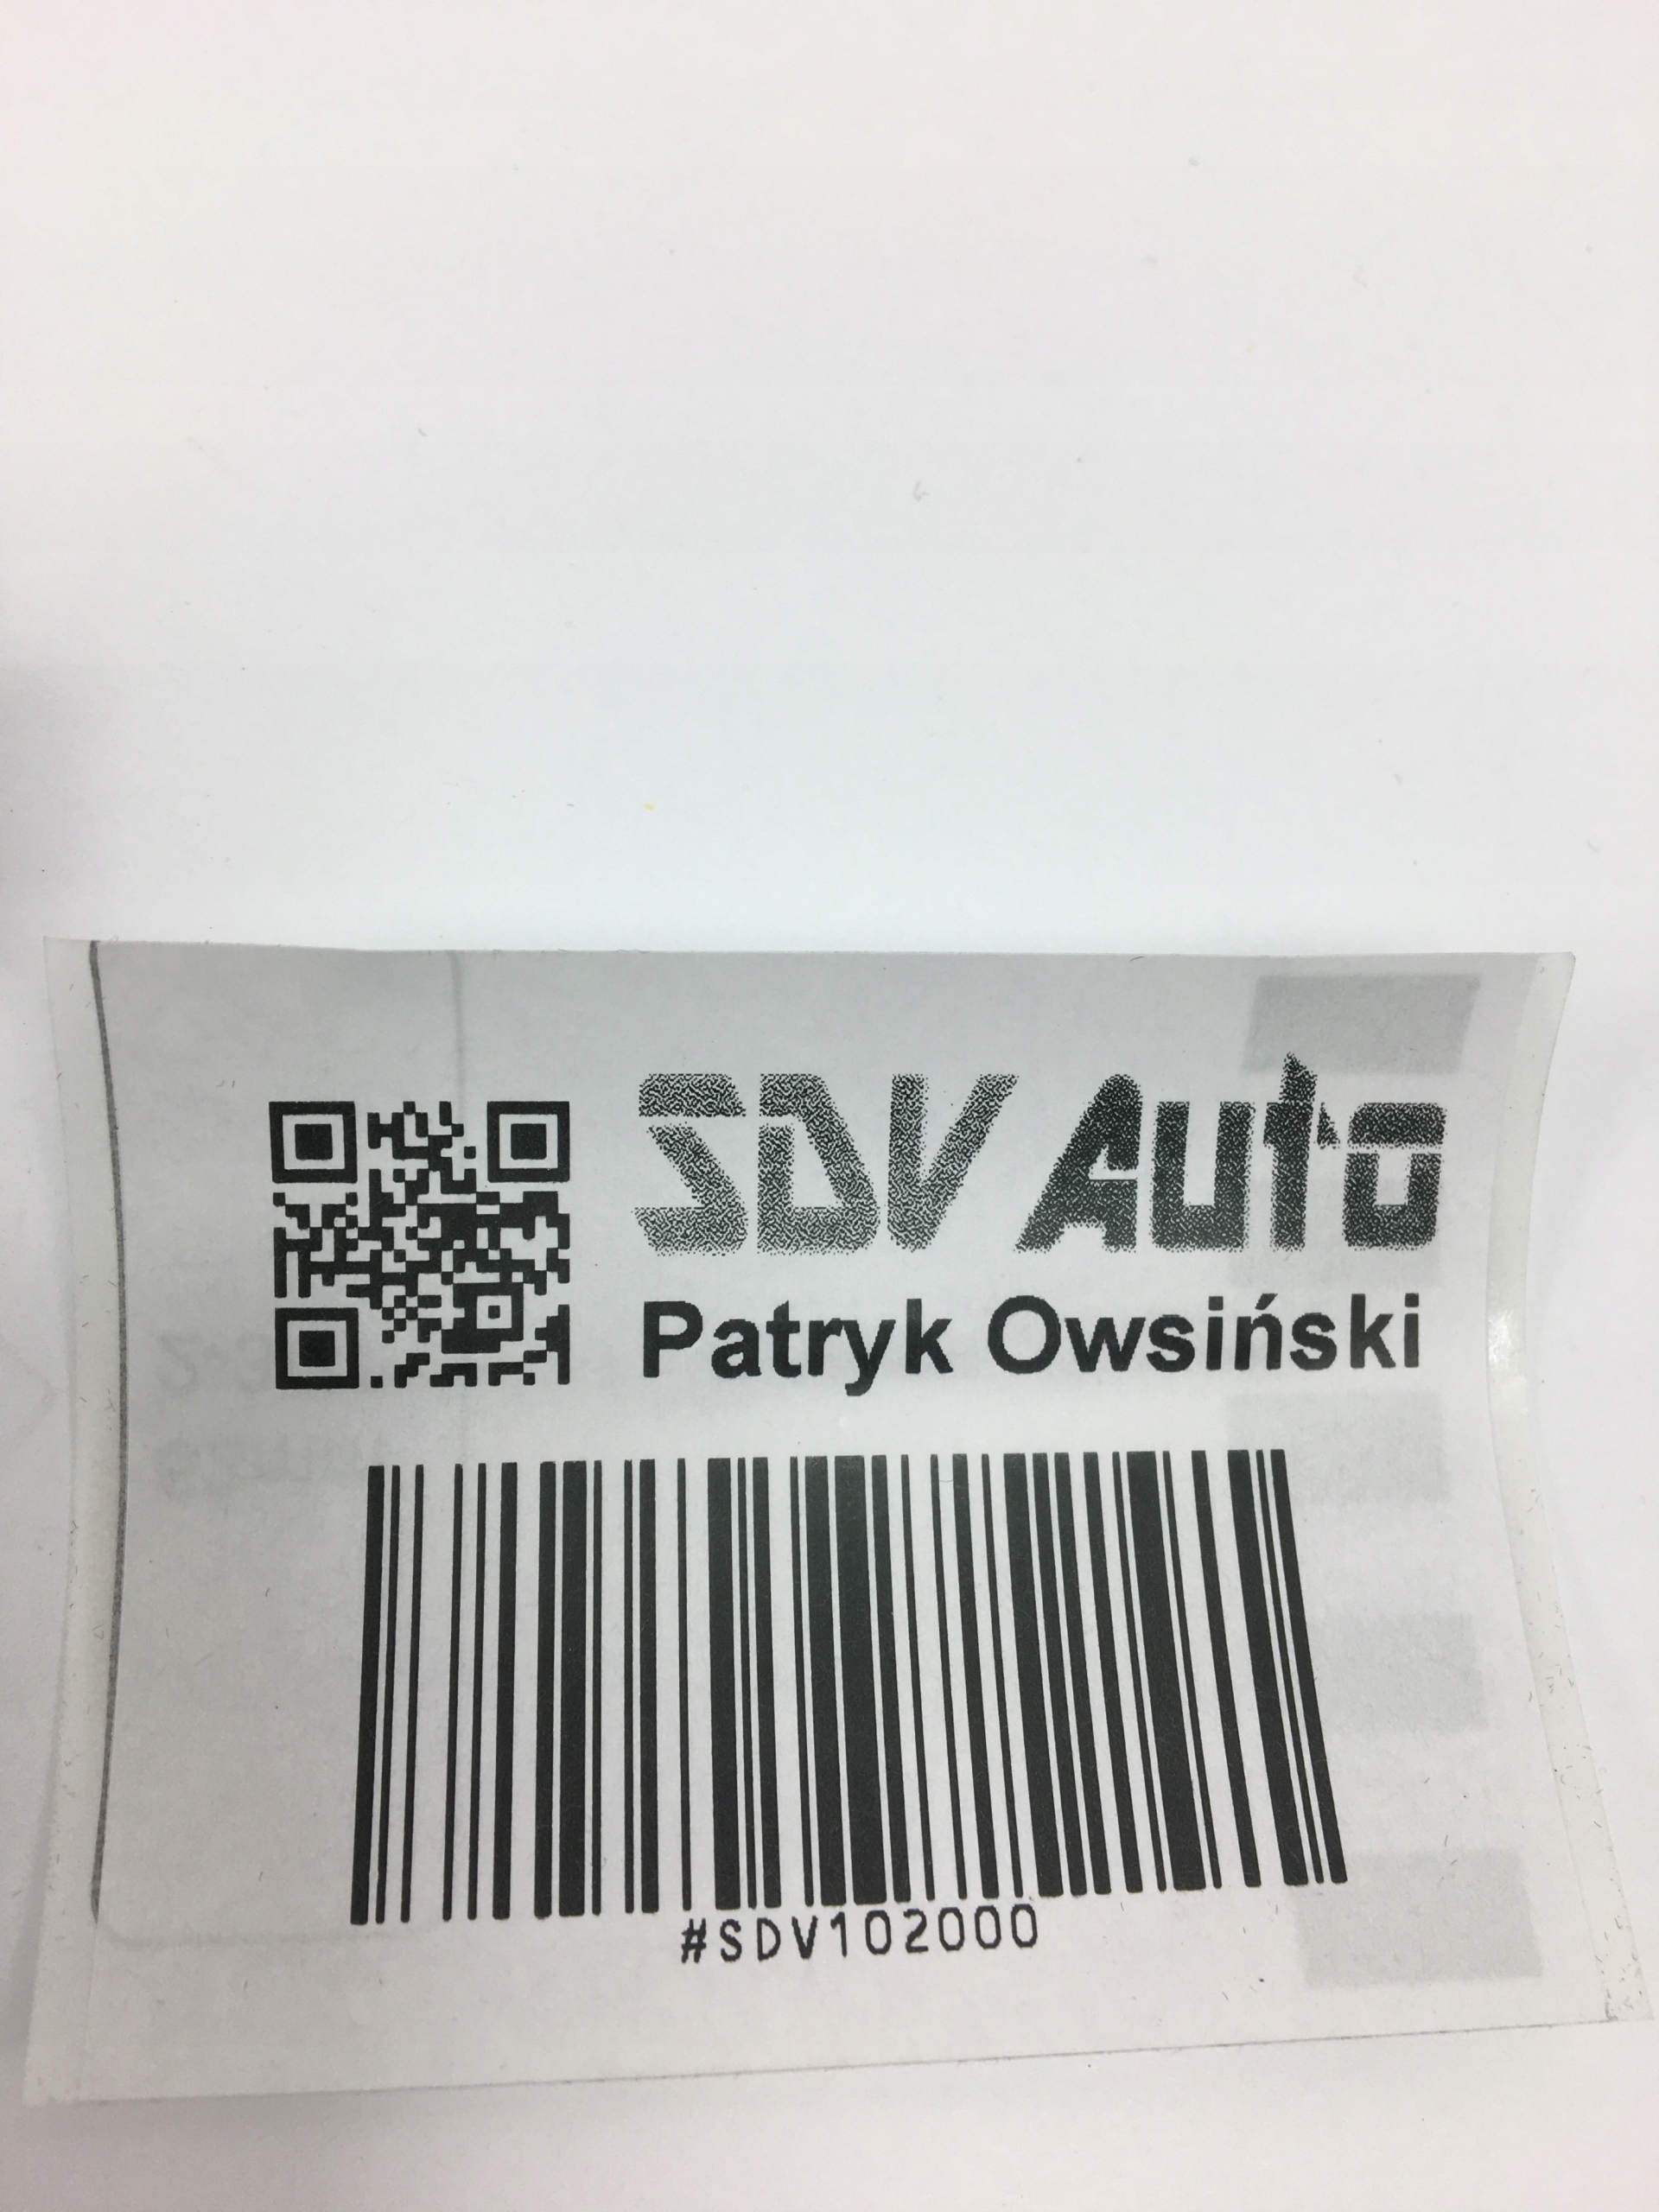 SDV Auto
Patryk Owsiński
#SDV102000